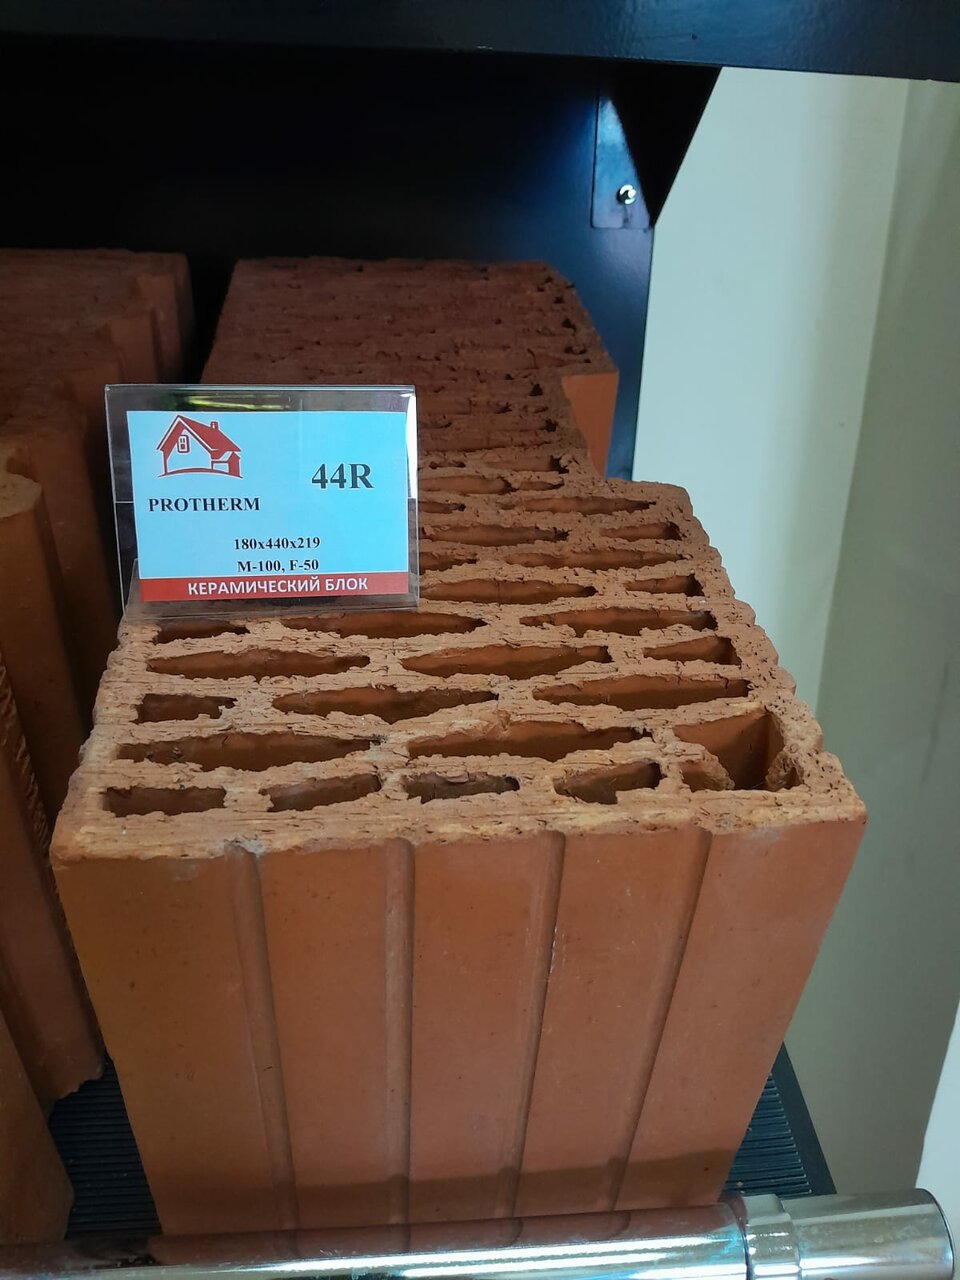 44R
PROTHERM
180x440x219
М-100, F-50
КЕРАМИЧЕСКИЙ БЛОК